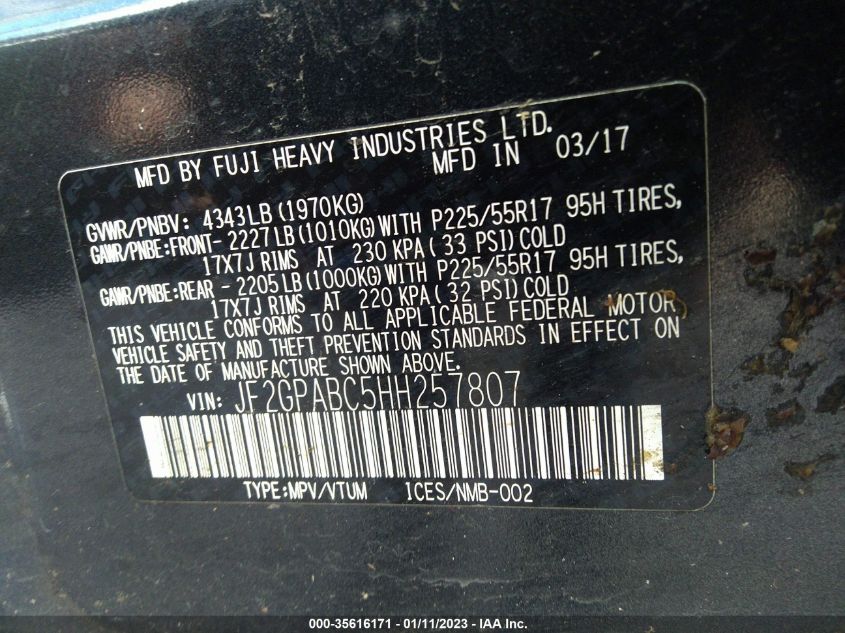 MFD BY FUJI HEAVY INDUSTRIES LTD.
MFD IN 03/17
GVWR/PNBV: 4343LB (1970KG)
GAWR/PNBE:FRONT- 2227LB (1010KG) WITH P225/55R17 95H TIRES,
17X7J RIMS AT 230 KPA( 33 PSI) COLD
GAWR/PNBE:REAR - 2205LB (1000KG) WITH P225/55R17 95H TIRES,
17X7J RIMS AT 220 KPA( 32 PSI) COLD
THIS VEHICLE CONFORMS TO ALL APPLICABLE FEDERAL MOTOR
VEHICLE SAFETY AND THEFT PREVENTION STANDARDS IN EFFECT ON
THE DATE OF MANUFACTURE SHOWN ABOVE.
VIN: JF2GPABC5HH257807
TYPE:MPV/VTUM ICES/NMB-002
000-35616171 - 01/11/2023 - IAA Inc.